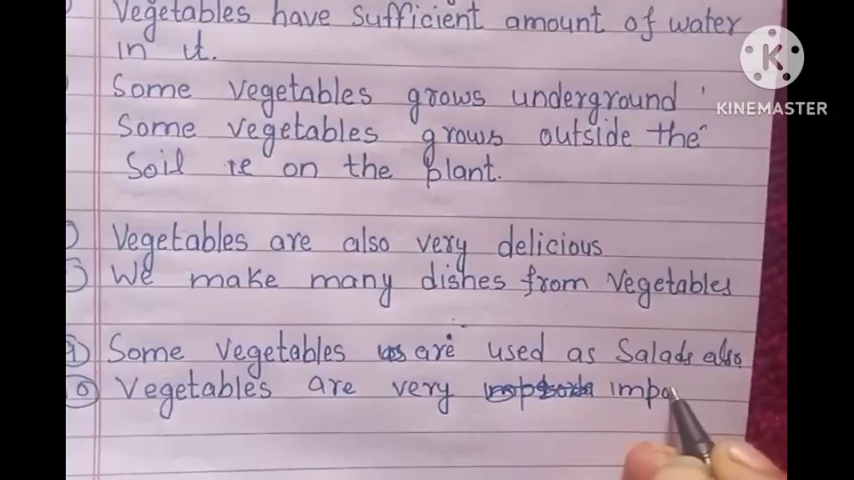 Vegetables have sufficient amount of water
in it.
Some vegetables grows underground
Some vegetables grows outside the
Soil ie on the plant.
Vegetables are also very delicious
We make many dishes from vegetables
9 Some vegetables are used as Salads also.
Vegetables are very impo
K
KINEMASTER